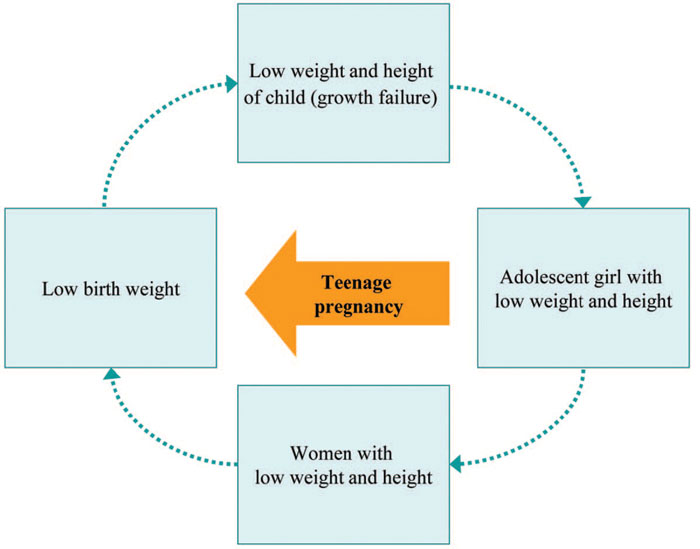 Low weight and height
of child (growth failure)
Low birth weight
Teenage
pregnancy
Adolescent girl with
low weight and height
Women with
low weight and height